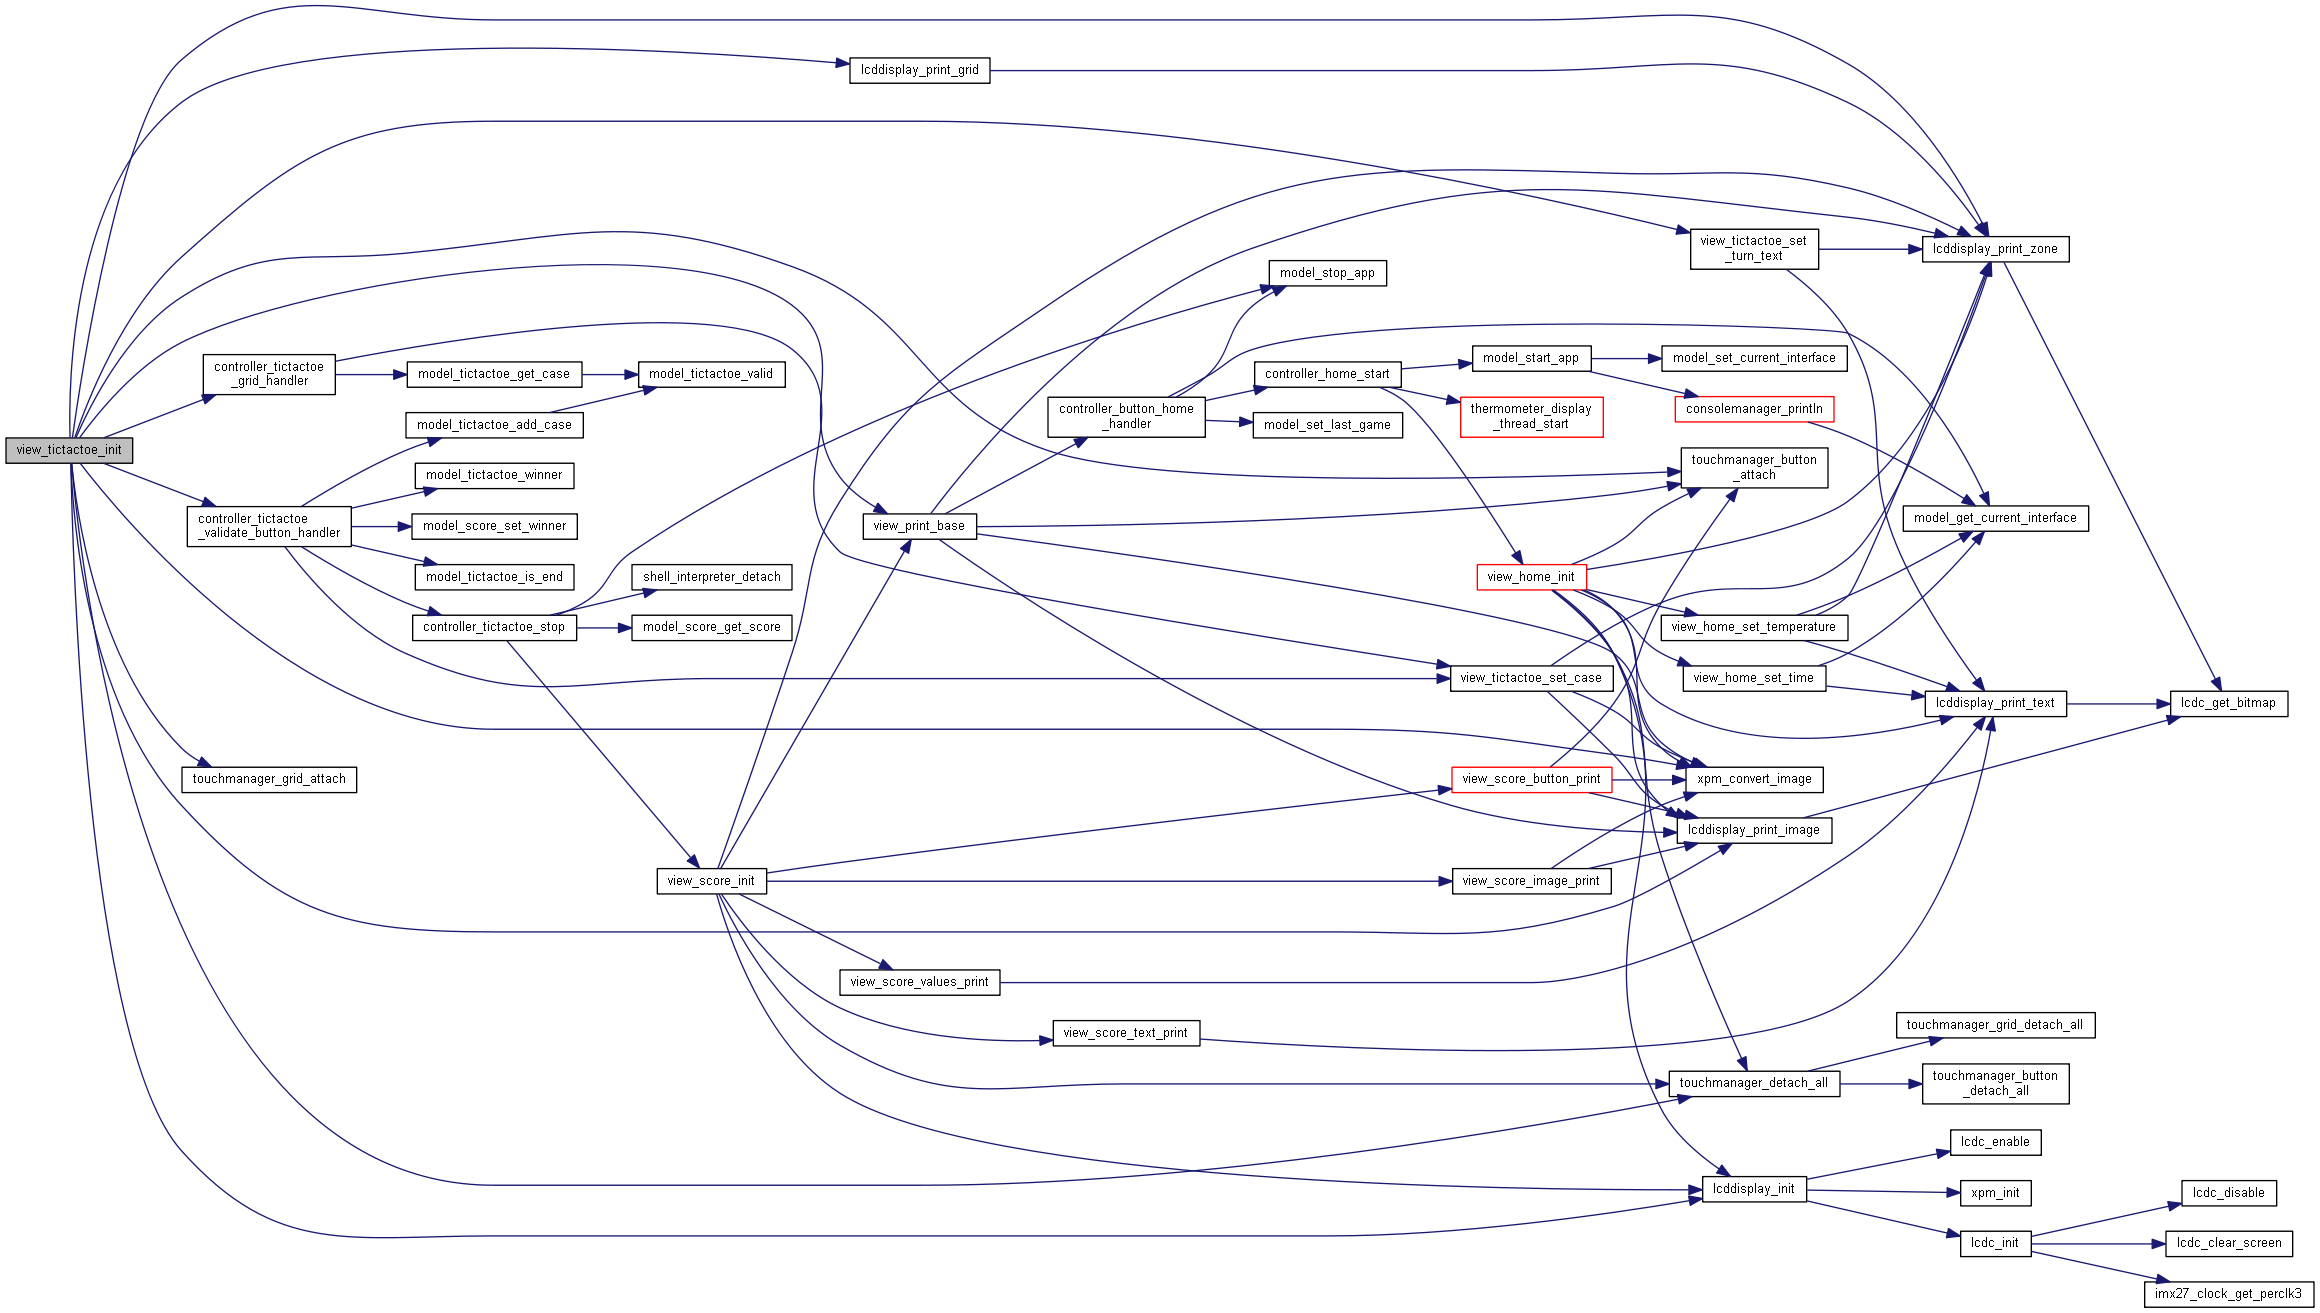 view_tictactoe_init
lcddisplay_print_grid
controller_tictactoe
_grid_handler
model_tictactoe_get_case
model_tictactoe_valid
model_tictactoe_add_case
model_tictactoe_winner
controller_tictactoe
_validate_button_handler
model_score_set_winner
model_tictactoe_is_end
controller_tictactoe_stop
shell_interpreter_detach
model_score_get_score
touchmanager_grid_attach
view_score_init
view_print_base
view_score_values_print
view_score_text_print
controller_button_home
_handler
model_stop_app
controller_home_start
model_set_last_game
model_start_app
thermometer_display
_thread_start
view_home_init
view_tictactoe_set_case
view_score_button_print
view_score_image_print
view_tictactoe_set
_turn_text
model_set_current_interface
consolemanager_println
touchmanager_button
_attach
view_home_set_temperature
view_home_set_time
xpm_convert_image
lcddisplay_print_image
touchmanager_detach_all
lcddisplay_init
lcddisplay_print_zone
model_get_current_interface
lcddisplay_print_text
lcdc_get_bitmap
touchmanager_grid_detach_all
touchmanager_button
_detach_all
lcdc_enable
xpm_init
lcdc_init
lcdc_disable
lcdc_clear_screen
imx27_clock_get_perclk3